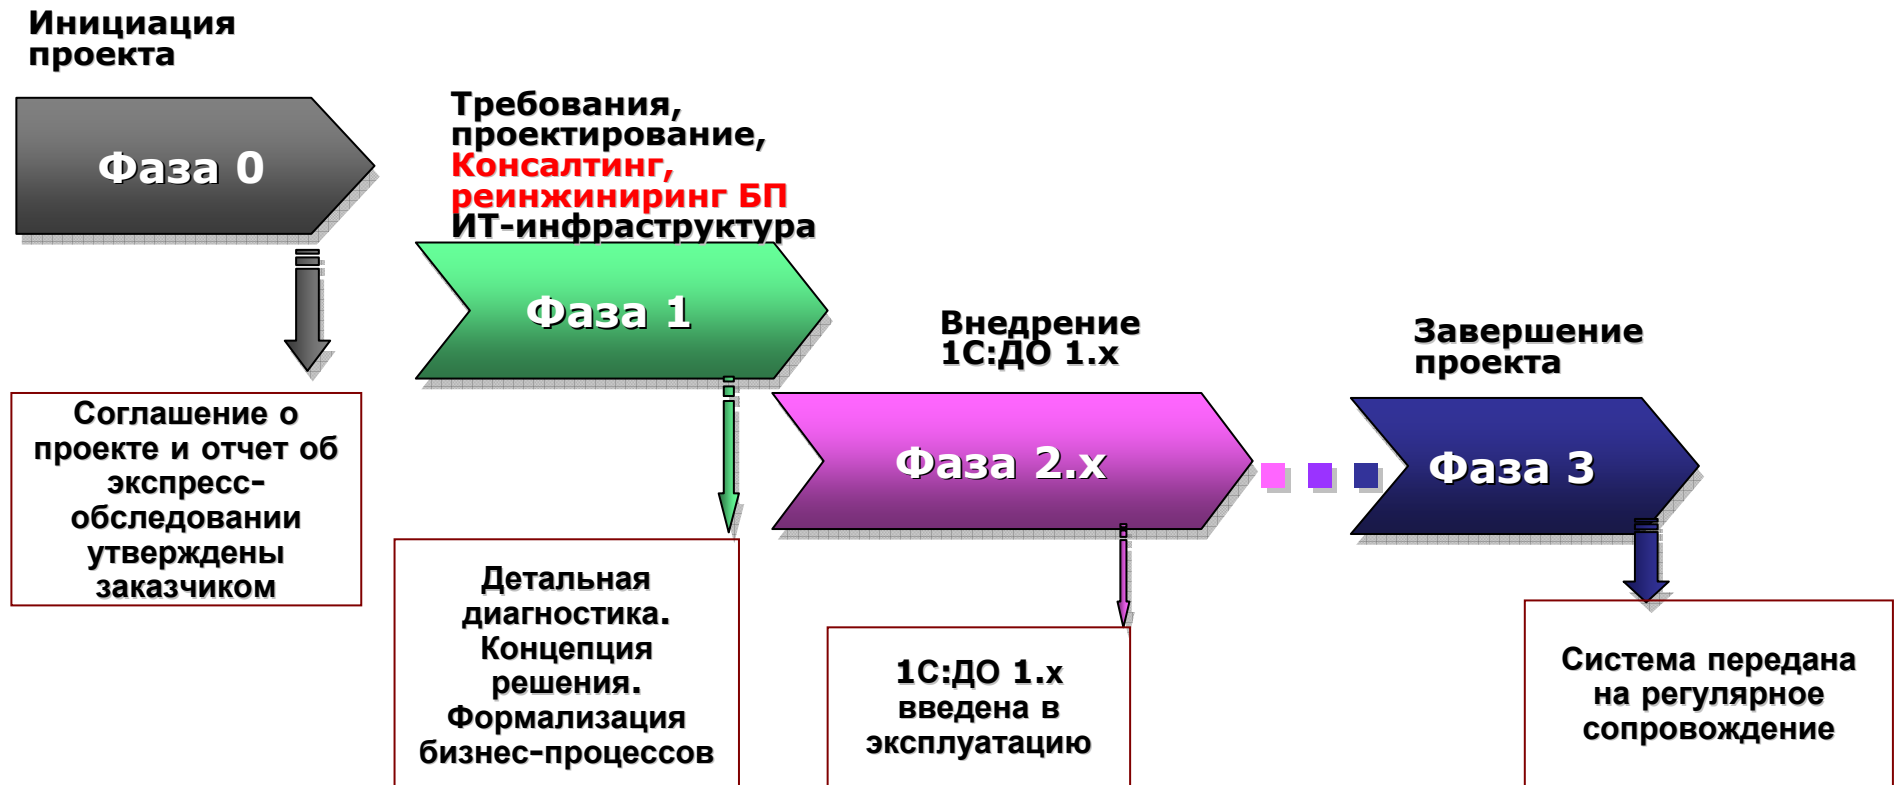 Инициация
проекта
Фаза 0
Соглашение о
проекте и отчет об
экспресс-
обследовании
утверждены
заказчиком
Требования,
проектирование,
Консалтинг,
реинжиниринг БП
ИТ-инфраструктура
Фаза 1
Детальная
диагностика.
Концепция
решения.
Формализация
бизнес-процессов
Внедрение
1С:ДО 1.х
Фаза 2.х
1С:ДО 1.х
введена в
эксплуатацию
Завершение
проекта
Фаза 3
Система передана
на регулярное
сопровождение